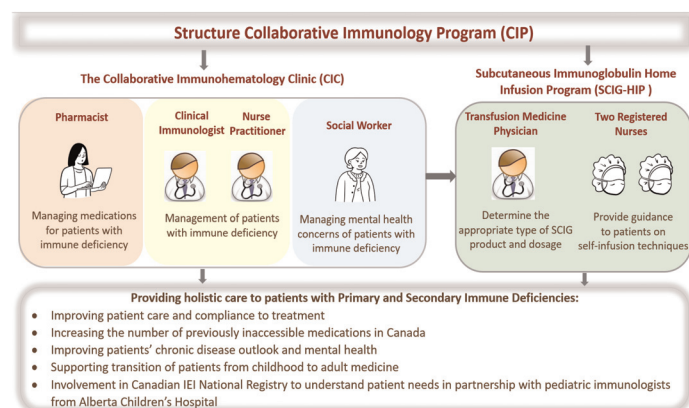 Structure Collaborative Immunology Program (CIP)
The Collaborative Immunohematology Clinic (CIC)
Pharmacist
Managing medications
for patients with
immune deficiency
Clinical
Immunologist
Nurse
Practitioner
Management of patients
with immune deficiency
Social Worker
Managing mental health
concerns of patients with
immune deficiency
Subcutaneous Immunoglobulin Home
Infusion Program (SCIG-HIP )
Transfusion Medicine
Physician
Determine the
appropriate type of SCIG
product and dosage
Two Registered
Nurses
Provide guidance
to patients on
self-infusion techniques
Providing holistic care to patients with Primary and Secondary Immune Deficiencies:
• Improving patient care and compliance to treatment
• Increasing the number of previously inaccessible medications in Canada
• Improving patients' chronic disease outlook and mental health
• Supporting transition of patients from childhood to adult medicine
• Involvement in Canadian IEI National Registry to understand patient needs in partnership with pediatric immunologists
from Alberta Children's Hospital